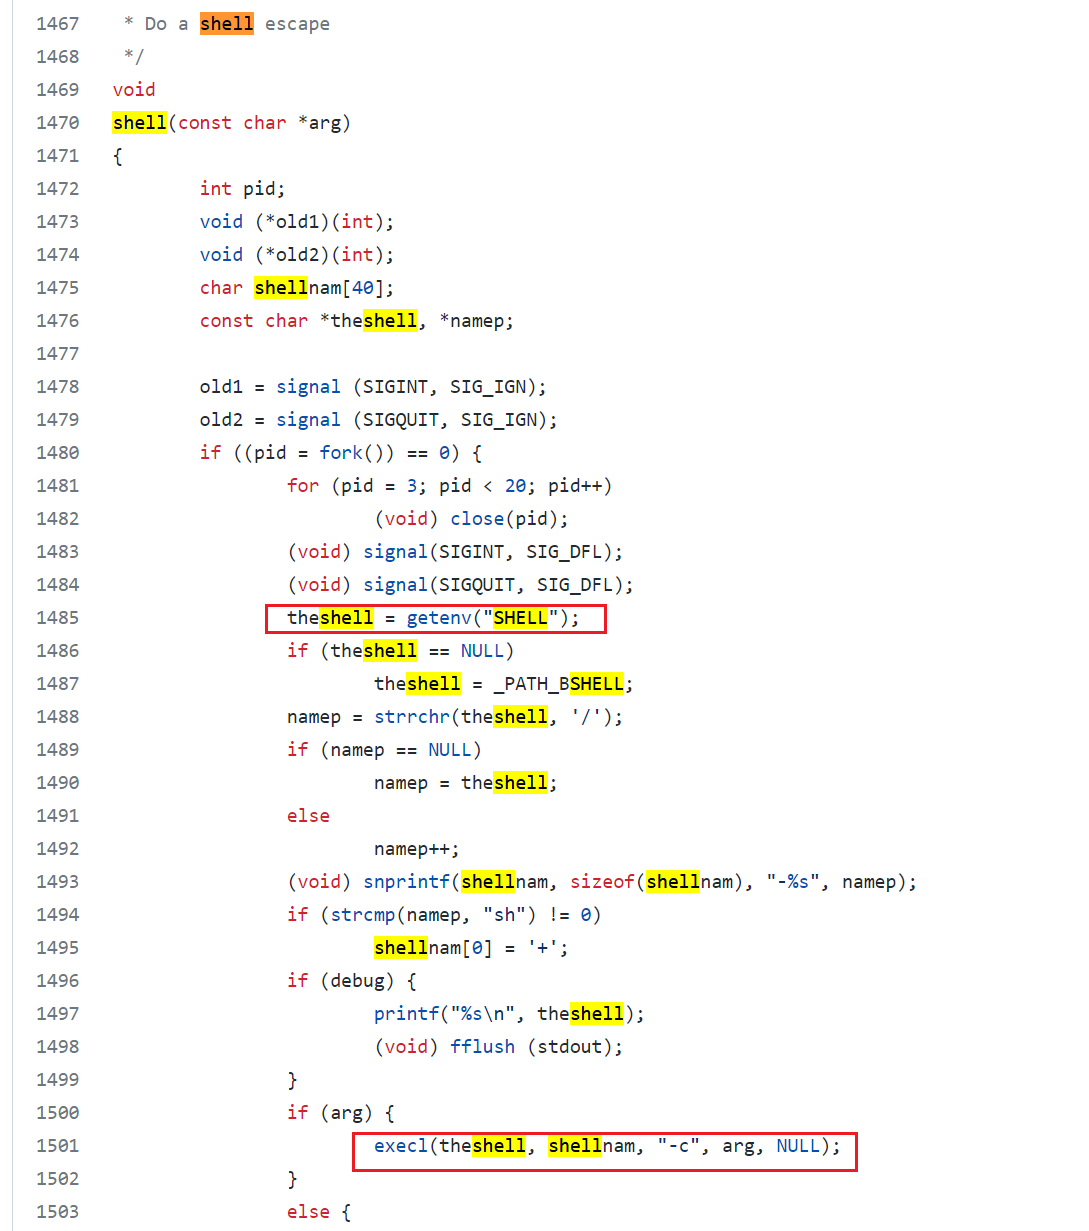 1467 * Do a shell escape
1468 */
1469 void
1470 shell(const char *arg)
1471 {
1472 int pid;
1473 void (*old1)(int);
1474 void (*old2)(int);
1475 char shellnam[40];
1476 const char *theshell, *namep;
1477
1478 old1 = signal (SIGINT, SIG_IGN);
1479 old2 = signal (SIGQUIT, SIG_IGN);
1480 if ((pid = fork()) == 0) {
1481 for (pid = 3; pid < 20; pid++)
1482 (void) close(pid);
1483 (void) signal(SIGINT, SIG_DFL);
1484 (void) signal(SIGQUIT, SIG_DFL);
1485 theshell = getenv("SHELL");
1486 if (theshell == NULL)
1487 theshell = _PATH_BSHELL;
1488 namep = strrchr(theshell, '/');
1489 if (namep == NULL)
1490 namep = theshell;
1491 else
1492 namep++;
1493 (void) snprintf(shellnam, sizeof(shellnam), "-%s", namep);
1494 if (strcmp(namep, "sh") != 0)
1495 shellnam[0] = '+';
1496 if (debug) {
1497 printf("%s\n", theshell);
1498 (void) fflush (stdout);
1499 }
1500 if (arg) {
1501 execl(theshell, shellnam, "-c", arg, NULL);
1502 }
1503 else {